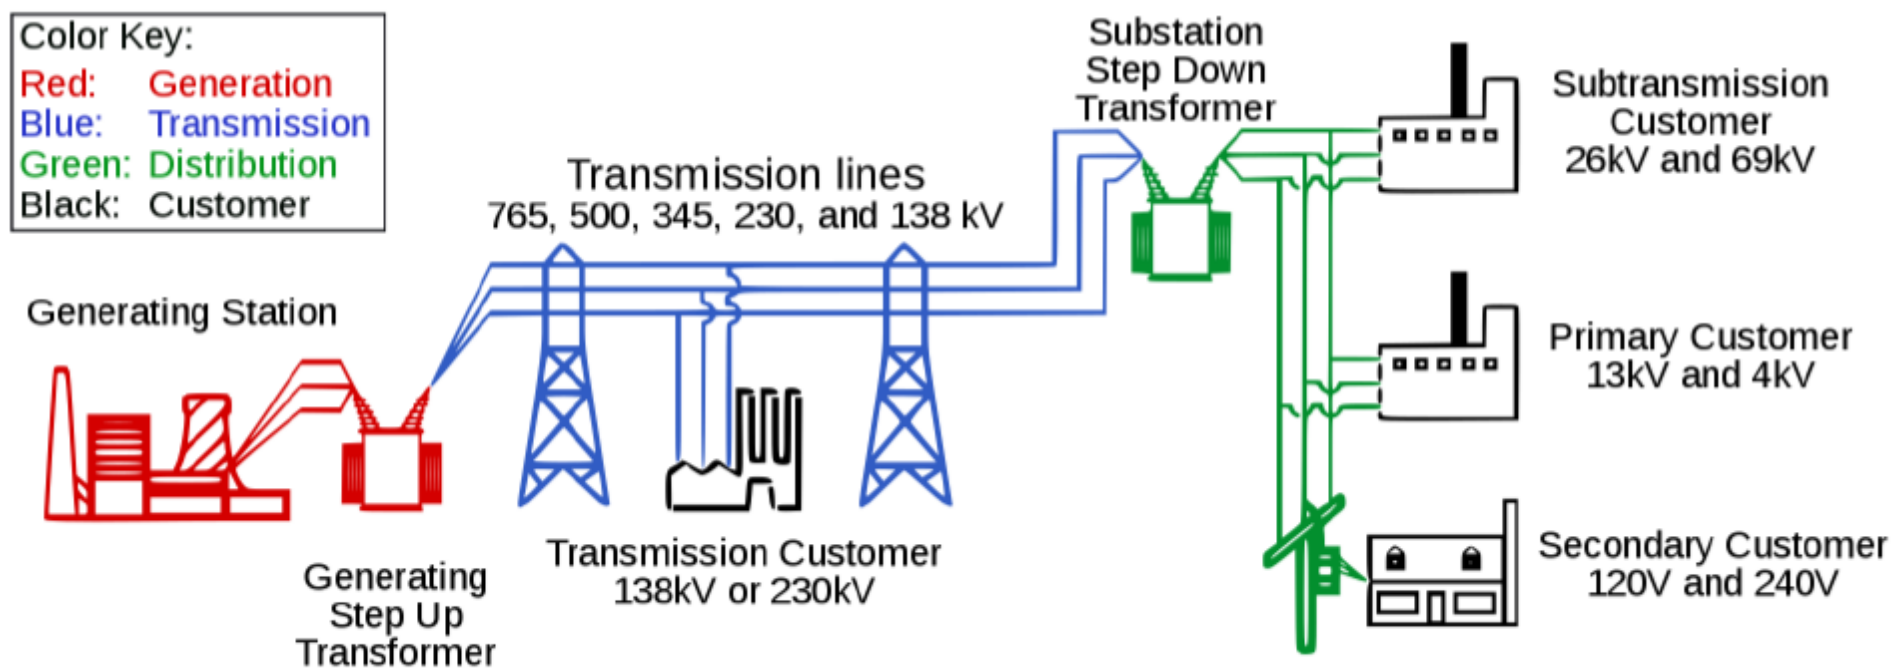 Color Key:
Red: Generation
Blue: Transmission
Green: Distribution
Black: Customer
Generating Station
Generating
Step Up
Transformer
Transmission lines
765, 500, 345, 230, and 138 kV
Transmission Customer
138kV or 230kV
Substation
Step Down
Transformer
Subtransmission
Customer
26kV and 69kV
Primary Customer
13kV and 4kV
Secondary Customer
120V and 240V